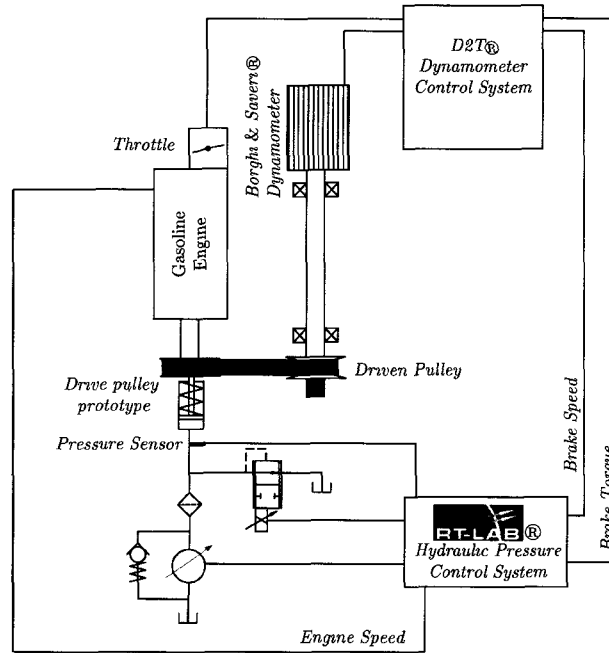 D2T®
Dynamometer
Control System
Borghi & Saveri®
Dynamometer
Throttle
Gasoline
Engine
Driven Pulley
Drive pulley
prototype
Pressure Sensor
Brake Speed
Brake Torque
RT-LAB®
Hydraulic Pressure
Control System
Engine Speed